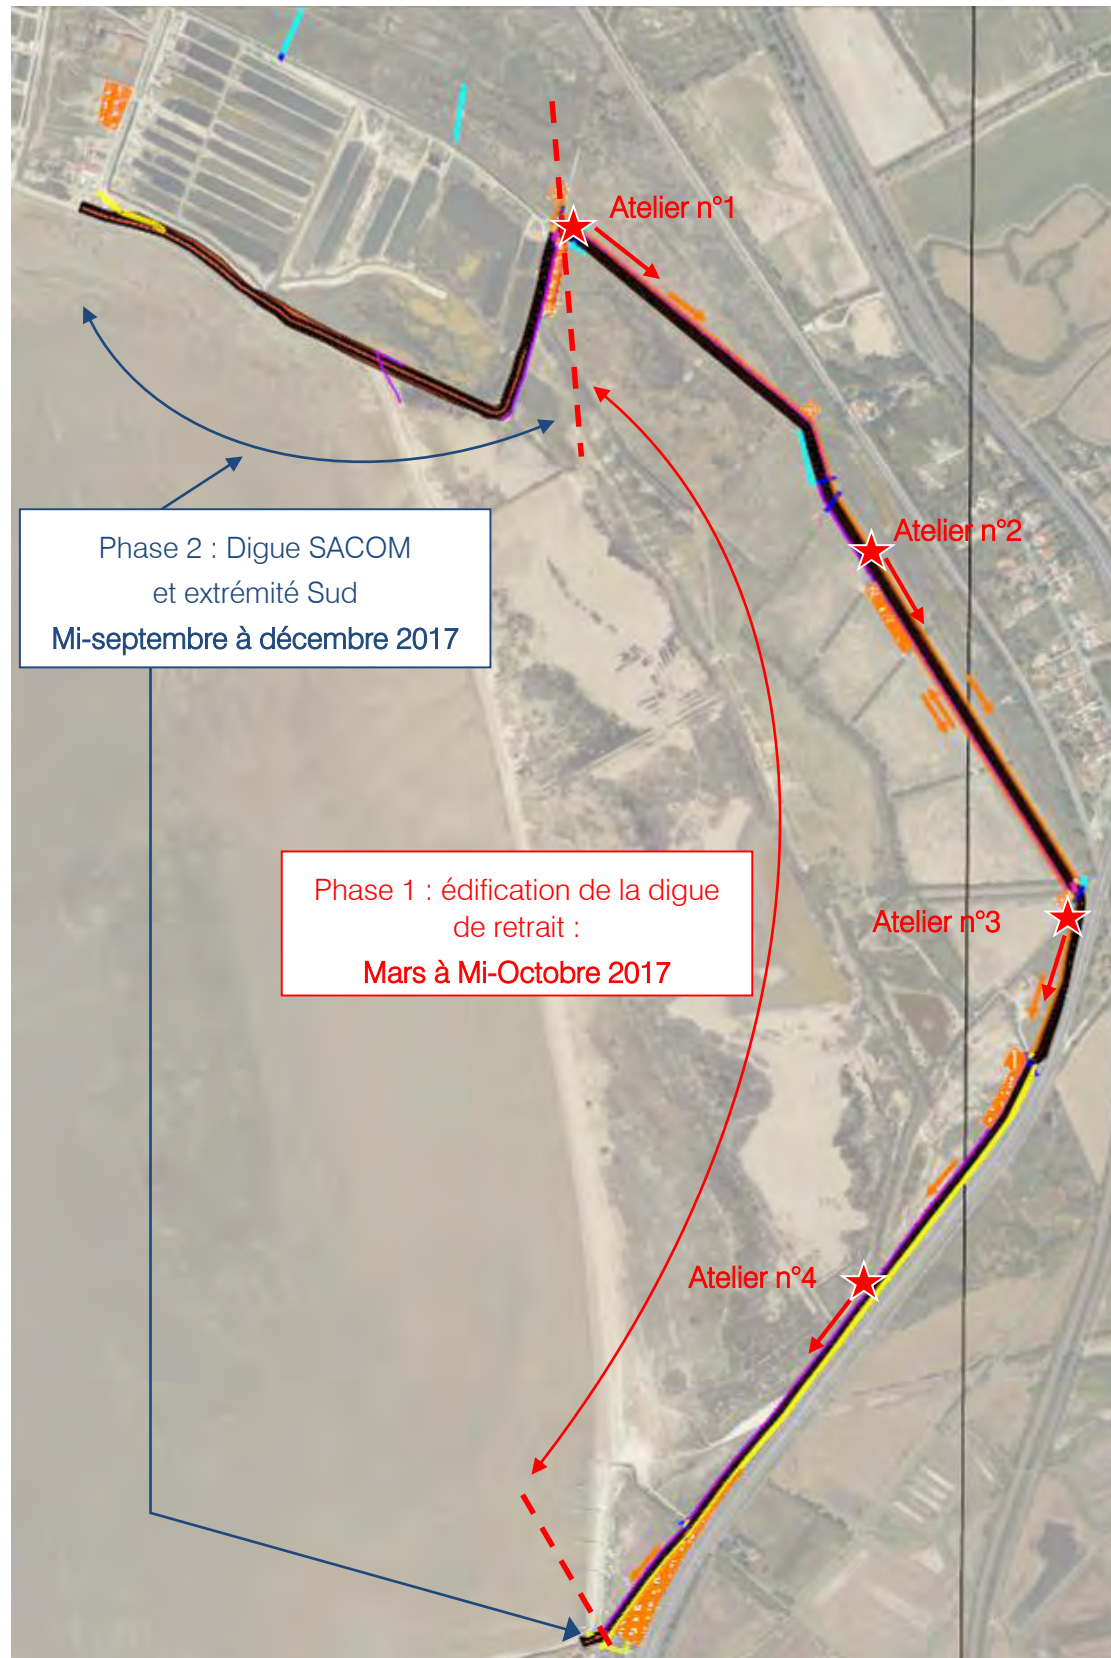 Atelier n°1
Atelier n°2
Phase 2 : Digue SACOM
et extrémité Sud
Mi-septembre à décembre 2017
Phase 1 : édification de la digue
de retrait :
Mars à Mi-Octobre 2017
Atelier n°3
Atelier n°4